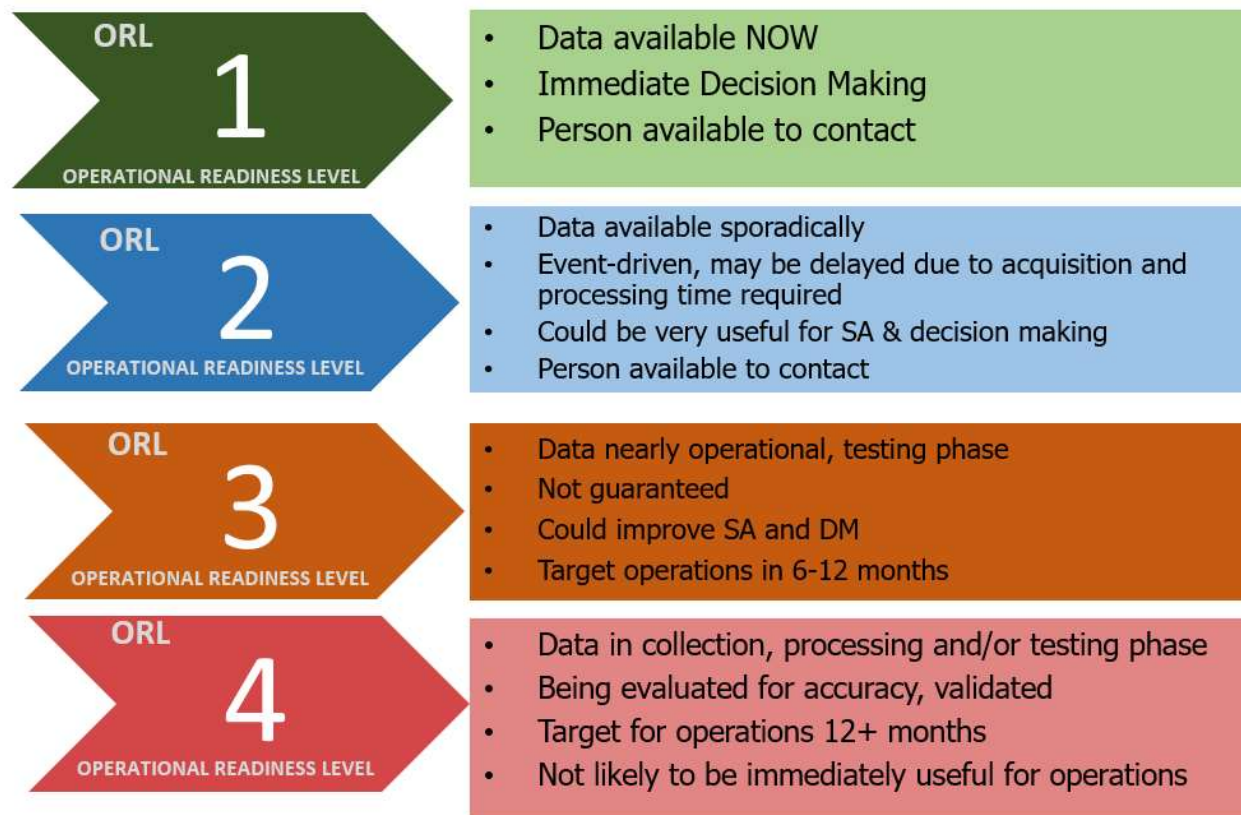 ORL
1
OPERATIONAL READINESS LEVEL
• Data available NOW
• Immediate Decision Making
• Person available to contact
ORL
2
OPERATIONAL READINESS LEVEL
• Data available sporadically
• Event-driven, may be delayed due to acquisition and
processing time required
• Could be very useful for SA & decision making
• Person available to contact
ORL
3
OPERATIONAL READINESS LEVEL
• Data nearly operational, testing phase
• Not guaranteed
• Could improve SA and DM
• Target operations in 6-12 months
ORL
4
OPERATIONAL READINESS LEVEL
• Data in collection, processing and/or testing phase
• Being evaluated for accuracy, validated
• Target for operations 12+ months
• Not likely to be immediately useful for operations